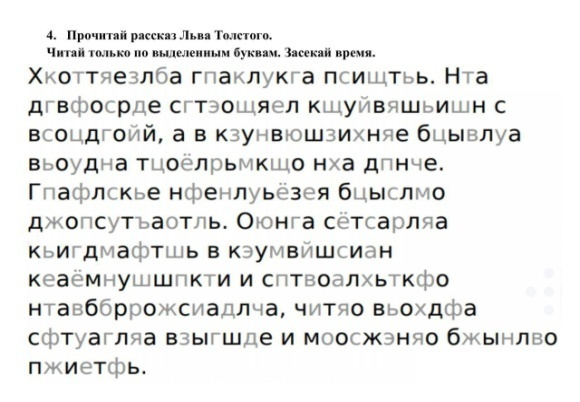 4. Прочитай рассказ Льва Толстого.
Читай только по выделенным буквам. Засекай время.
Хкоттяезлба гпаклукга псищтьь. Нта
дгвфосрде сгтэощяел кщуйвяшьишн с
всоцдгойй, а в кзунвюшзихняе бцывлуа
вьоудна тцоёлрьмкщо нха дпнче.
Гпафлскье нфенлуьёзея бцыслмо
джопсутъаотль. Оюнга сётсарляа
кьигдмафтшь в кэумвйшсиан
кеаёмнушшпкти и сптвоалхьткфо
нтавббррожсиадлча, читяо вьохдфа
сфтуагляа взыгшде и моосжэняо бжынлво
пжиетфь.